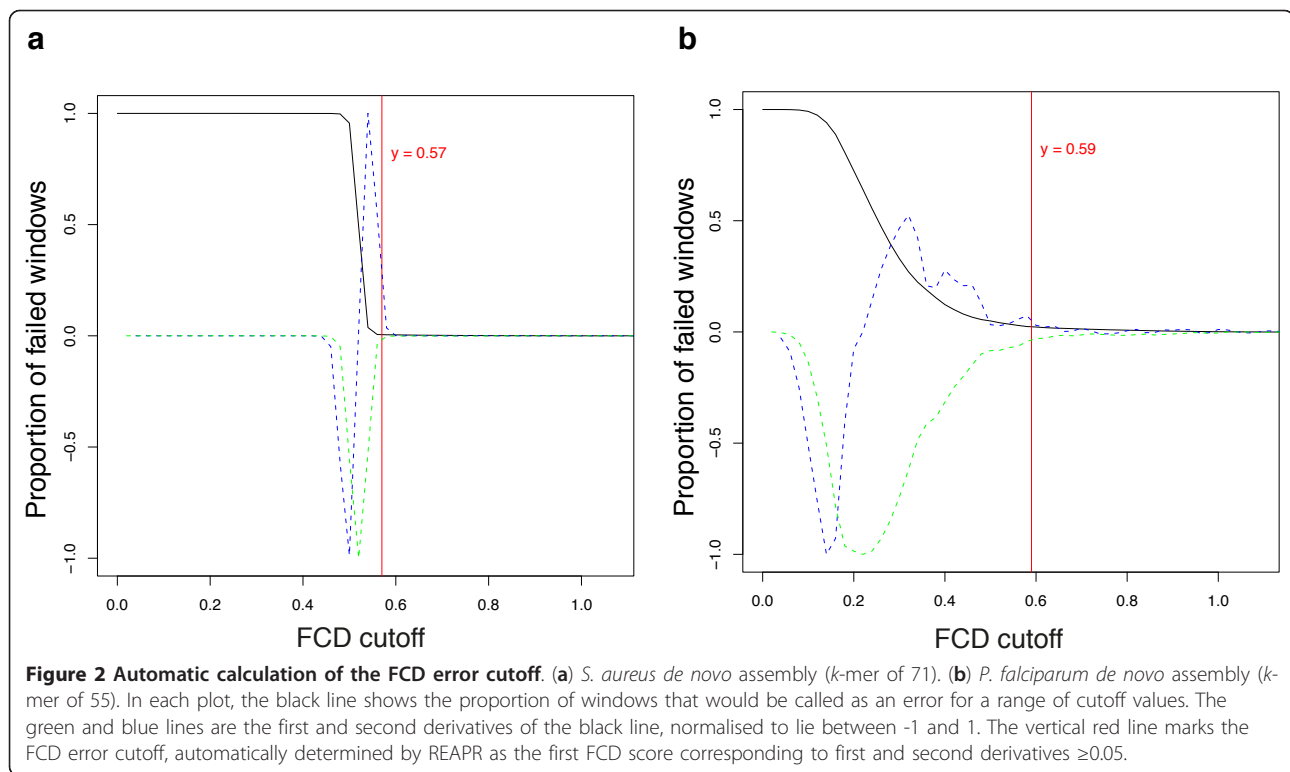 a
b
Proportion of failed windows
1.0
0.5
0.0
-0.5
-1.0
y = 0.57
0.0 0.2 0.4 0.6 0.8 1.0
FCD cutoff
Proportion of failed windows
1.0
0.5
0.0
-0.5
-1.0
y = 0.59
0.0 0.2 0.4 0.6 0.8 1.0
FCD cutoff
Figure 2 Automatic calculation of the FCD error cutoff. (a) S. aureus de novo assembly (k-mer of 71). (b) P. falciparum de novo assembly (k-
mer of 55). In each plot, the black line shows the proportion of windows that would be called as an error for a range of cutoff values. The
green and blue lines are the first and second derivatives of the black line, normalised to lie between -1 and 1. The vertical red line marks the
FCD error cutoff, automatically determined by REAPR as the first FCD score corresponding to first and second derivatives ≥0.05.